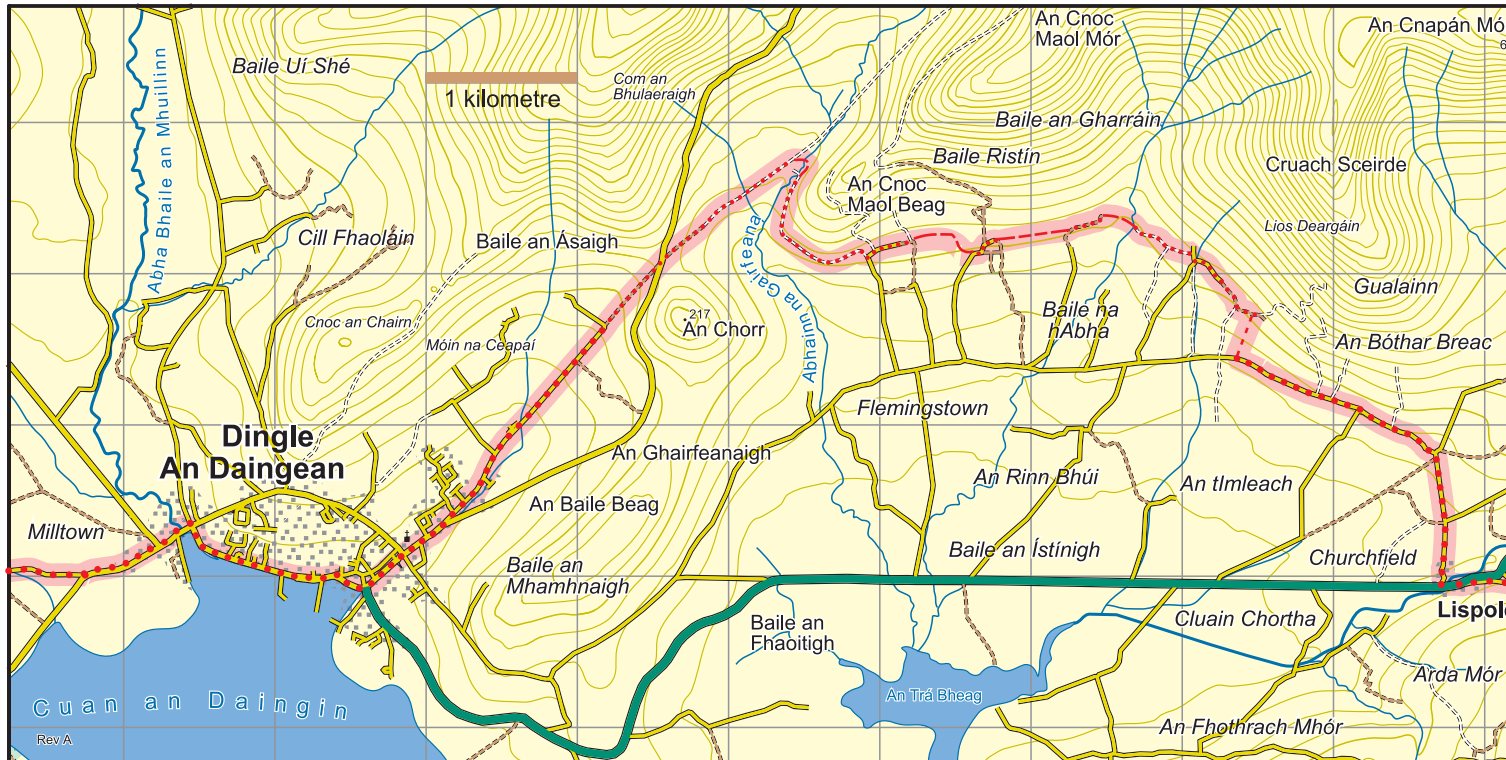 An Cnoc
Maol Mór
An Cnapán Mó
6
Baile Uí Shé
Com an
Bhulaeraigh
1 kilometre
Abha Bhaile an Mhuillinn
Baile an Gharráin
Baile Ristín
Cruach Sceirde
An Cnoc
Maol Beag
Lios Deargáin
Cill Fhaoláin
Baile an Ásaigh
Abhainn na Gairfeana
Gualainn
Cnoc an Chairn
217
An Chorr
Baile na
hAbha
Móin na Ceapaí
An Bóthar Breac
Abhainn na Gairfeana
Flemingstown
Dingle
An Daingean
An Ghairfeanaigh
An Rinn Bhúi
An tImleach
An Baile Beag
Milltown
Baile an Ístínigh
Churchfield
Baile an
Mhamhnaigh
Lispole
Cluain Chortha
Baile an
Fhaoitigh
Arda Mór
An Trá Bheag
Cuan an Daingin
An Fhothrach Mhór
Rev A